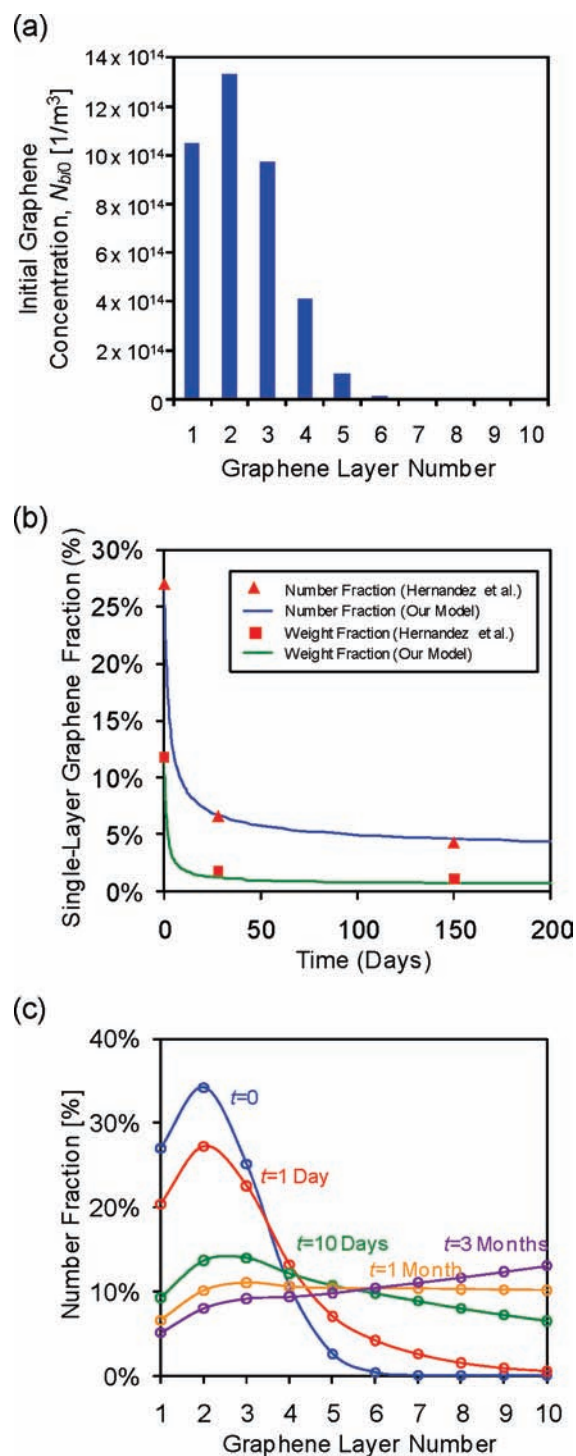 (a)
14 x 10^14
12 x 10^14
10 x 10^14
8 x 10^14
6 x 10^14
4 x 10^14
2 x 10^14
0
Initial Graphene
Concentration, N_bi0 [1/m³]
1 2 3 4 5 6 7 8 9 10
Graphene Layer Number
(b)
30%
25%
20%
15%
10%
5%
0%
Single-Layer Graphene Fraction (%)
Number Fraction (Hernandez et al.)
Number Fraction (Our Model)
Weight Fraction (Hernandez et al.)
Weight Fraction (Our Model)
0 50 100 150 200
Time (Days)
(c)
40%
30%
20%
10%
0%
Number Fraction [%]
t=0
t=1 Day
t=10 Days
t=3 Months
t=1 Month
1 2 3 4 5 6 7 8 9 10
Graphene Layer Number